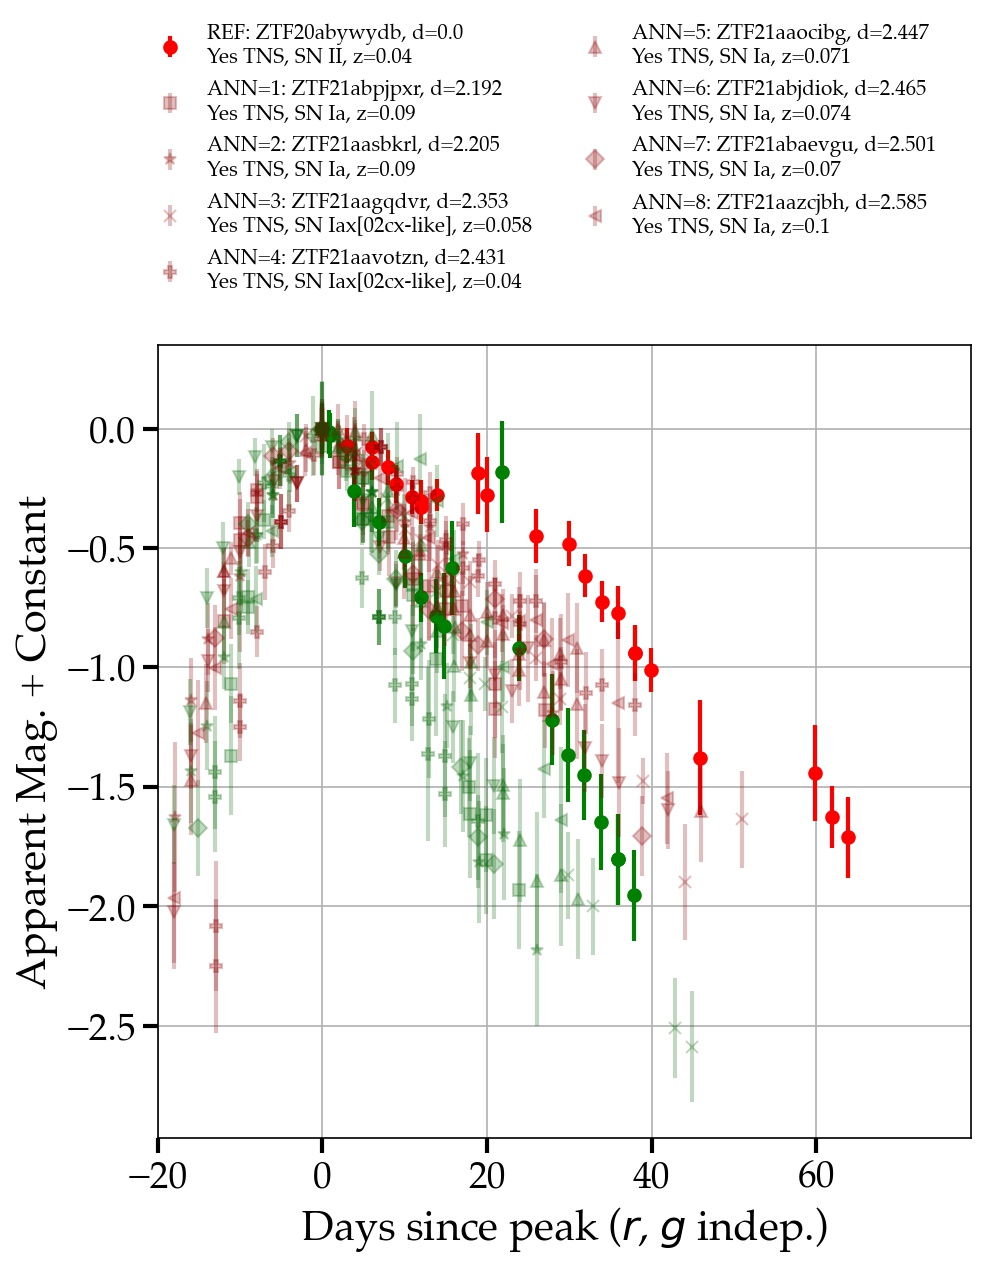 REF: ZTF20abywydb, d=0.0
Yes TNS, SN II, z=0.04
ANN=1: ZTF21abpjpxr, d=2.192
Yes TNS, SN Ia, z=0.09
ANN=2: ZTF21aasbkrl, d=2.205
Yes TNS, SN Ia, z=0.09
ANN=3: ZTF21aagqdvr, d=2.353
Yes TNS, SN Iax[02cx-like], z=0.058
ANN=4: ZTF21aavotzn, d=2.431
Yes TNS, SN Iax[02cx-like], z=0.04
ANN=5: ZTF21aaocibg, d=2.447
Yes TNS, SN Ia, z=0.071
ANN=6: ZTF21abjdiok, d=2.465
Yes TNS, SN Ia, z=0.074
ANN=7: ZTF21abaevgu, d=2.501
Yes TNS, SN Ia, z=0.07
ANN=8: ZTF21aazcjbh, d=2.585
Yes TNS, SN Ia, z=0.1
Apparent Mag. + Constant
0.0
−0.5
−1.0
−1.5
−2.0
−2.5
−20 0 20 40 60
Days since peak (r, g indep.)